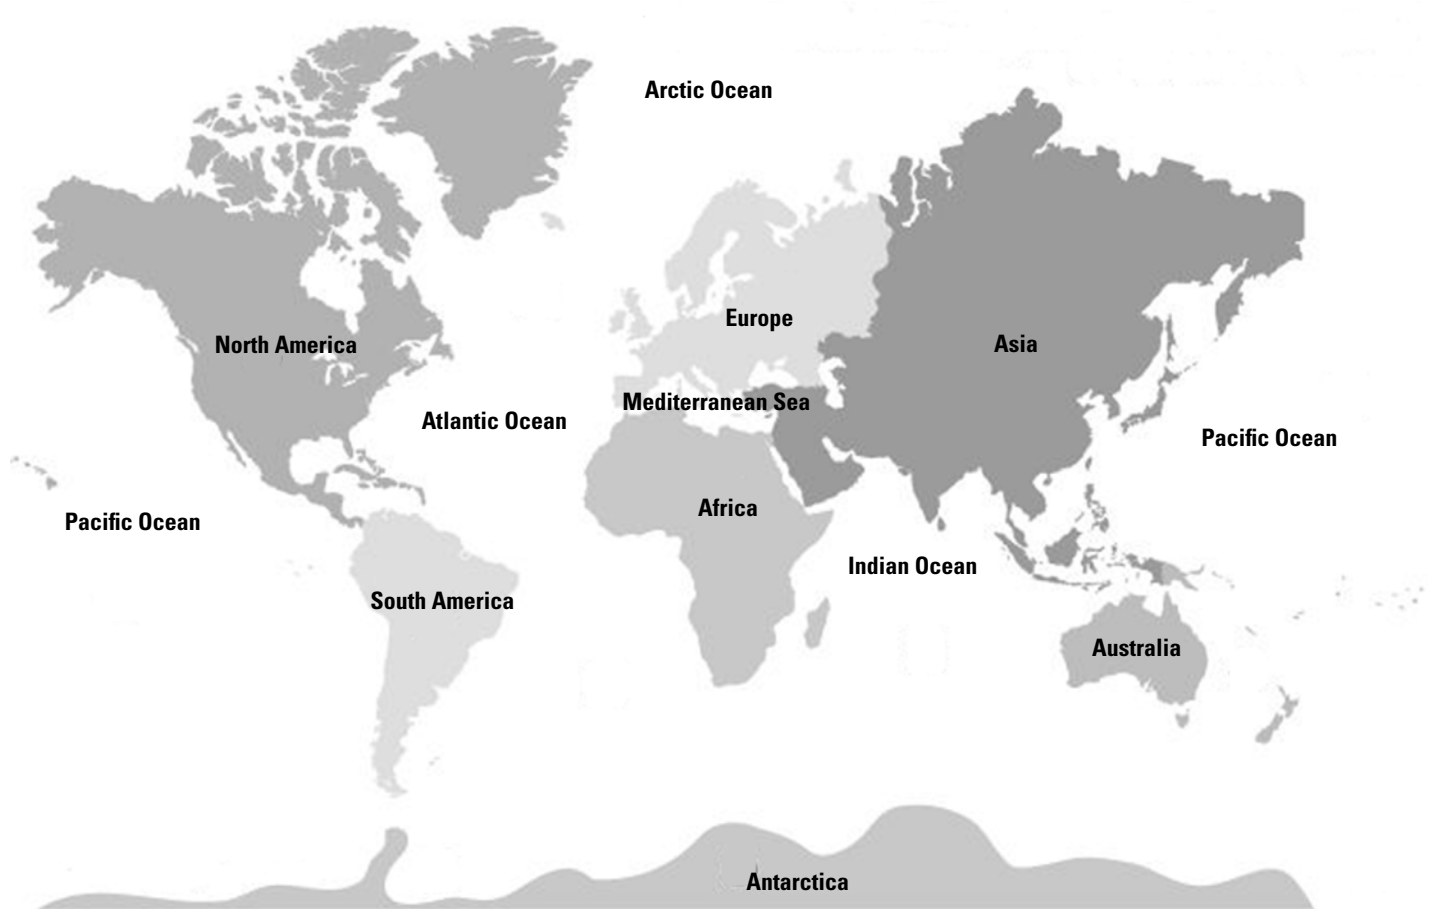 Arctic Ocean
Europe
North America
Asia
Mediterranean Sea
Atlantic Ocean
Pacific Ocean
Africa
Pacific Ocean
Indian Ocean
South America
Australia
Antarctica